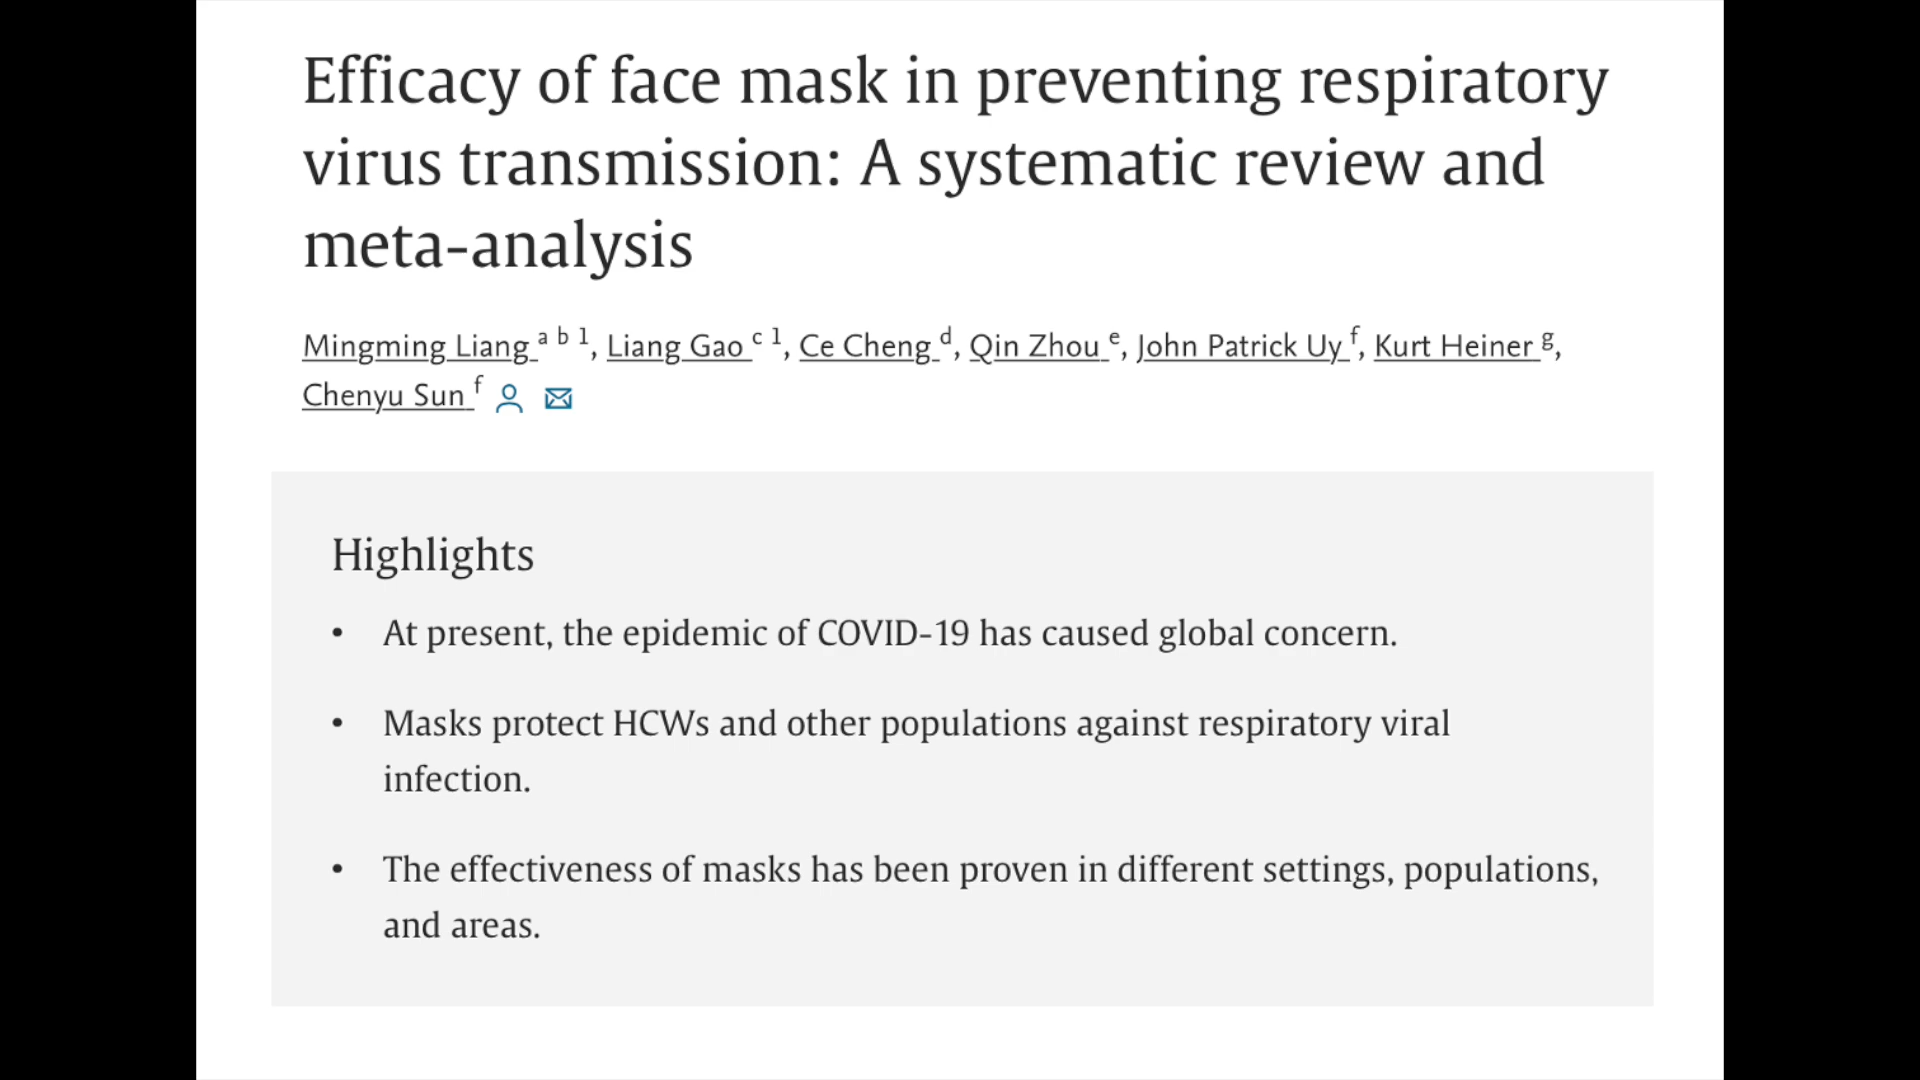 Efficacy of face mask in preventing respiratory
virus transmission: A systematic review and
meta-analysis
Mingming Liang a b 1, Liang Gao c 1, Ce Cheng d, Qin Zhou e, John Patrick Uy f, Kurt Heiner g,
Chenyu Sun f
Highlights
• At present, the epidemic of COVID-19 has caused global concern.
• Masks protect HCWs and other populations against respiratory viral
infection.
• The effectiveness of masks has been proven in different settings, populations,
and areas.